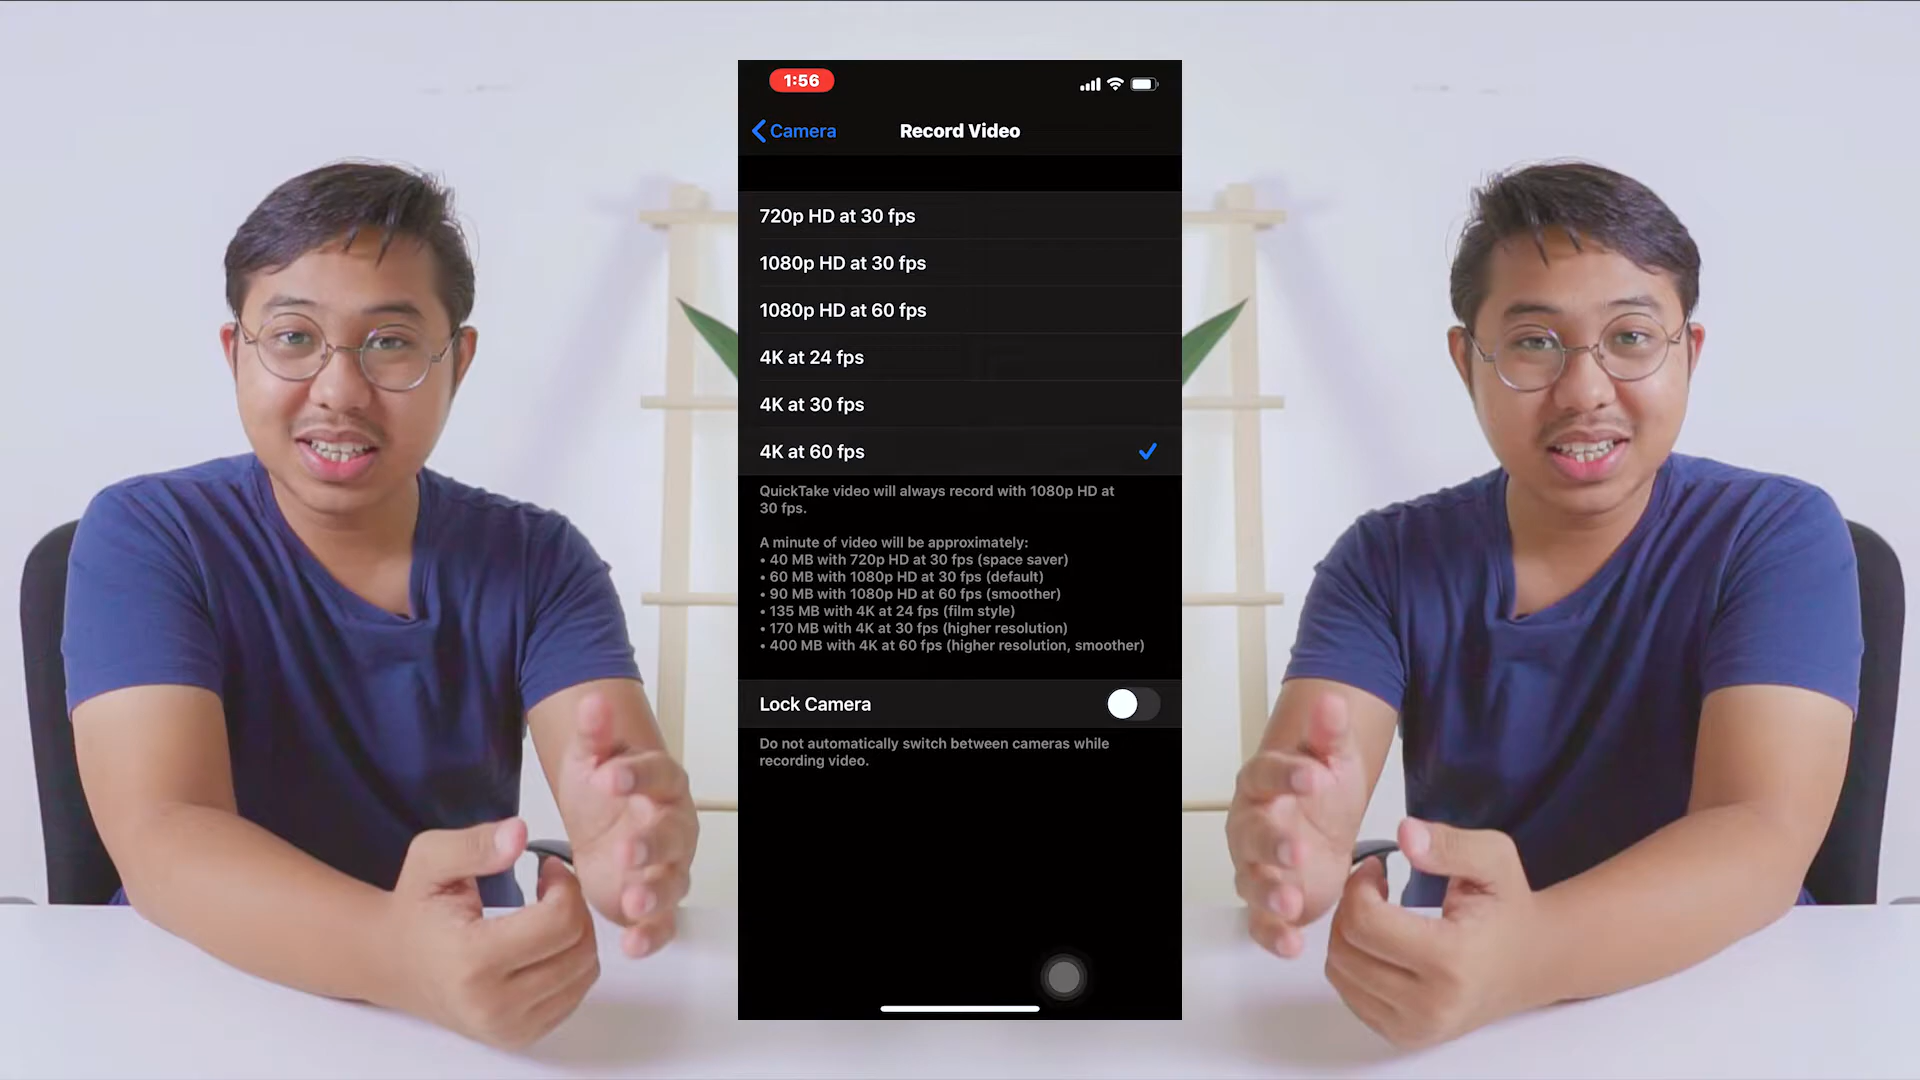 1:56
Camera
Record Video
720p HD at 30 fps
1080p HD at 30 fps
1080p HD at 60 fps
4K at 24 fps
4K at 30 fps
4K at 60 fps
QuickTake video will always record with 1080p HD at
30 fps.
A minute of video will be approximately:
• 40 MB with 720p HD at 30 fps (space saver)
• 60 MB with 1080p HD at 30 fps (default)
• 90 MB with 1080p HD at 60 fps (smoother)
• 135 MB with 4K at 24 fps (film style)
• 170 MB with 4K at 30 fps (higher resolution)
• 400 MB with 4K at 60 fps (higher resolution, smoother)
Lock Camera
Do not automatically switch between cameras while
recording video.